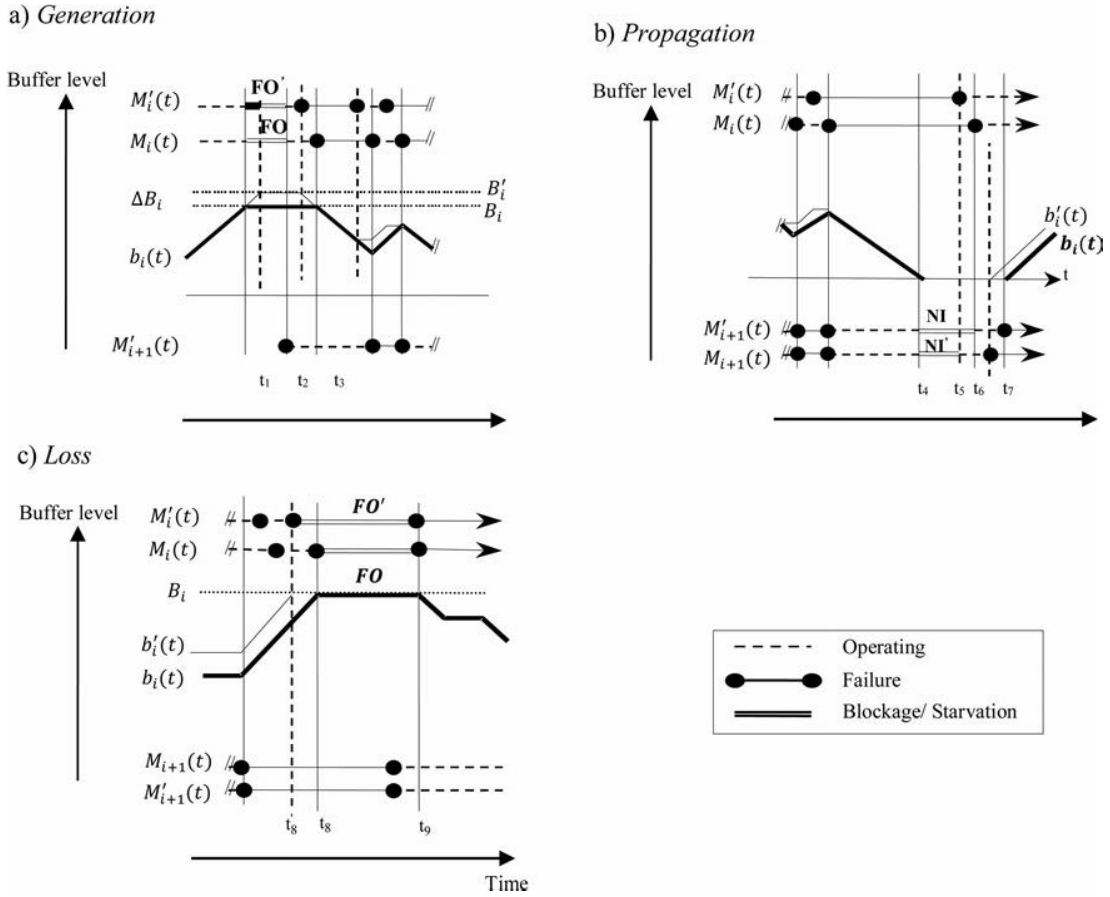 a) Generation
Buffer level
FO'
M′ᵢ(t)
FO
Mᵢ(t)
ΔBᵢ
B′ᵢ
Bᵢ
bᵢ(t)
M′ᵢ₊₁(t)
t₁ t₂ t₃
b) Propagation
Buffer level
M′ᵢ(t)
Mᵢ(t)
b′ᵢ(t)
bᵢ(t)
t
NI
M′ᵢ₊₁(t)
NI'
Mᵢ₊₁(t)
t₄ t₅ t₆ t₇
c) Loss
Buffer level
FO′
M′ᵢ(t)
Mᵢ(t)
FO
Bᵢ
b′ᵢ(t)
bᵢ(t)
Mᵢ₊₁(t)
M′ᵢ₊₁(t)
t₈ t₈ t₉
Time
Operating
Failure
Blockage/ Starvation